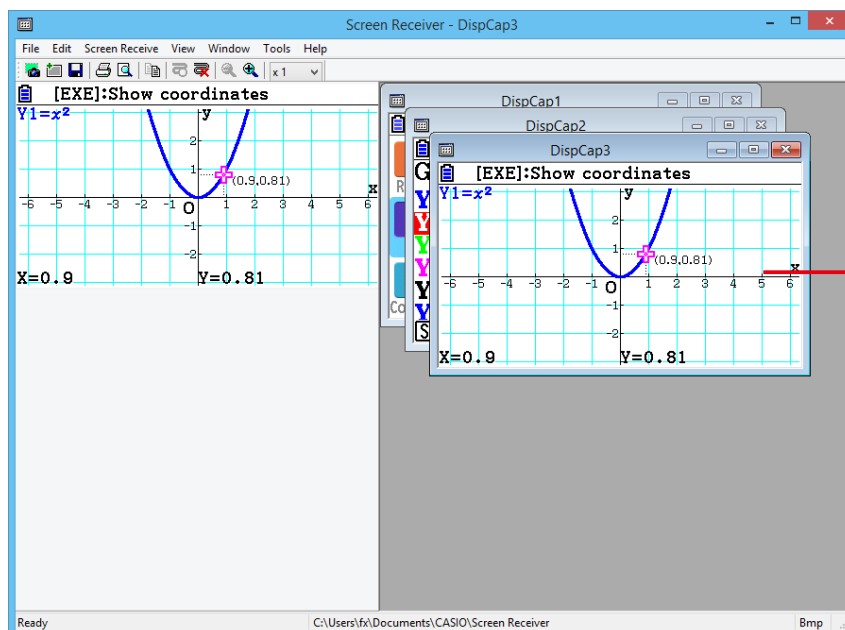 Screen Receiver - DispCap3
File Edit Screen Receive View Window Tools Help
x 1
[EXE]:Show coordinates
Y1=x²
y
2
1
(0.9,0.81)
x
-6 -5 -4 -3 -2 -1 O 1 2 3 4 5 6
-1
-2
X=0.9 Y=0.81
DispCap1
R
Co
DispCap2
G
Y
Y
Y
Y
Y
Y
S
DispCap3
[EXE]:Show coordinates
Y1=x²
y
2
1
(0.9,0.81)
x
-6 -5 -4 -3 -2 -1 O 1 2 3 4 5 6
-1
-2
X=0.9 Y=0.81
Ready C:\Users\fx\Documents\CASIO\Screen Receiver Bmp